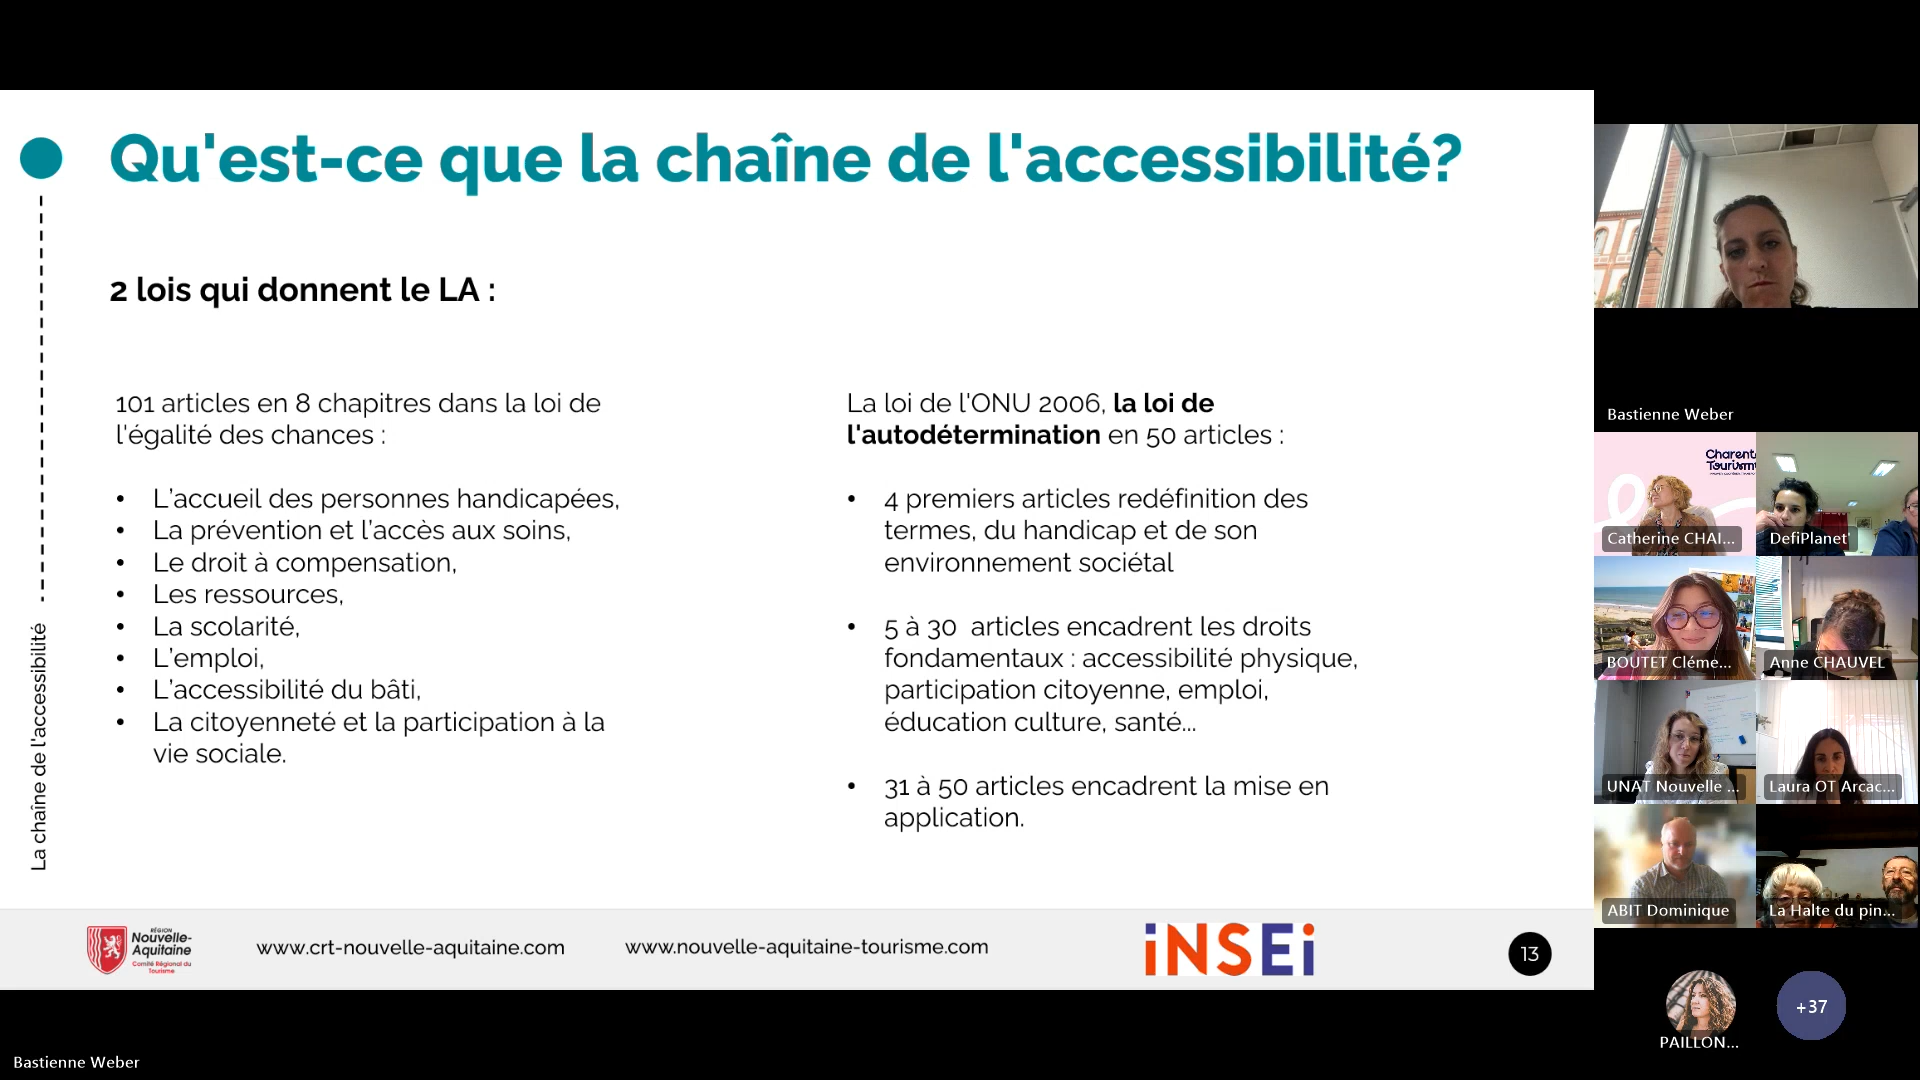 Qu'est-ce que la chaîne de l'accessibilité?
2 lois qui donnent le LA :
101 articles en 8 chapitres dans la loi de
l'égalité des chances :
• L'accueil des personnes handicapées,
• La prévention et l'accès aux soins,
• Le droit à compensation,
• Les ressources,
• La scolarité,
• L'emploi,
• L'accessibilité du bâti,
• La citoyenneté et la participation à la
vie sociale.
La loi de l'ONU 2006, la loi de
l'autodétermination en 50 articles :
• 4 premiers articles redéfinition des
termes, du handicap et de son
environnement sociétal
• 5 à 30 articles encadrent les droits
fondamentaux : accessibilité physique,
participation citoyenne, emploi,
éducation culture, santé...
• 31 à 50 articles encadrent la mise en
application.
La chaîne de l'accessibilité
RÉGION
Nouvelle-
Aquitaine
Comité Régional du
Tourisme
www.crt-nouvelle-aquitaine.com
www.nouvelle-aquitaine-tourisme.com
iNSEi
13
Bastienne Weber
Bastienne Weber
Charent
Tourism
Catherine CHAI...
DefiPlanet'
BOUTET Cléme...
Anne CHAUVEL
UNAT Nouvelle ...
Laura OT Arcac...
ABIT Dominique
La Halte du pin...
PAILLON...
+37